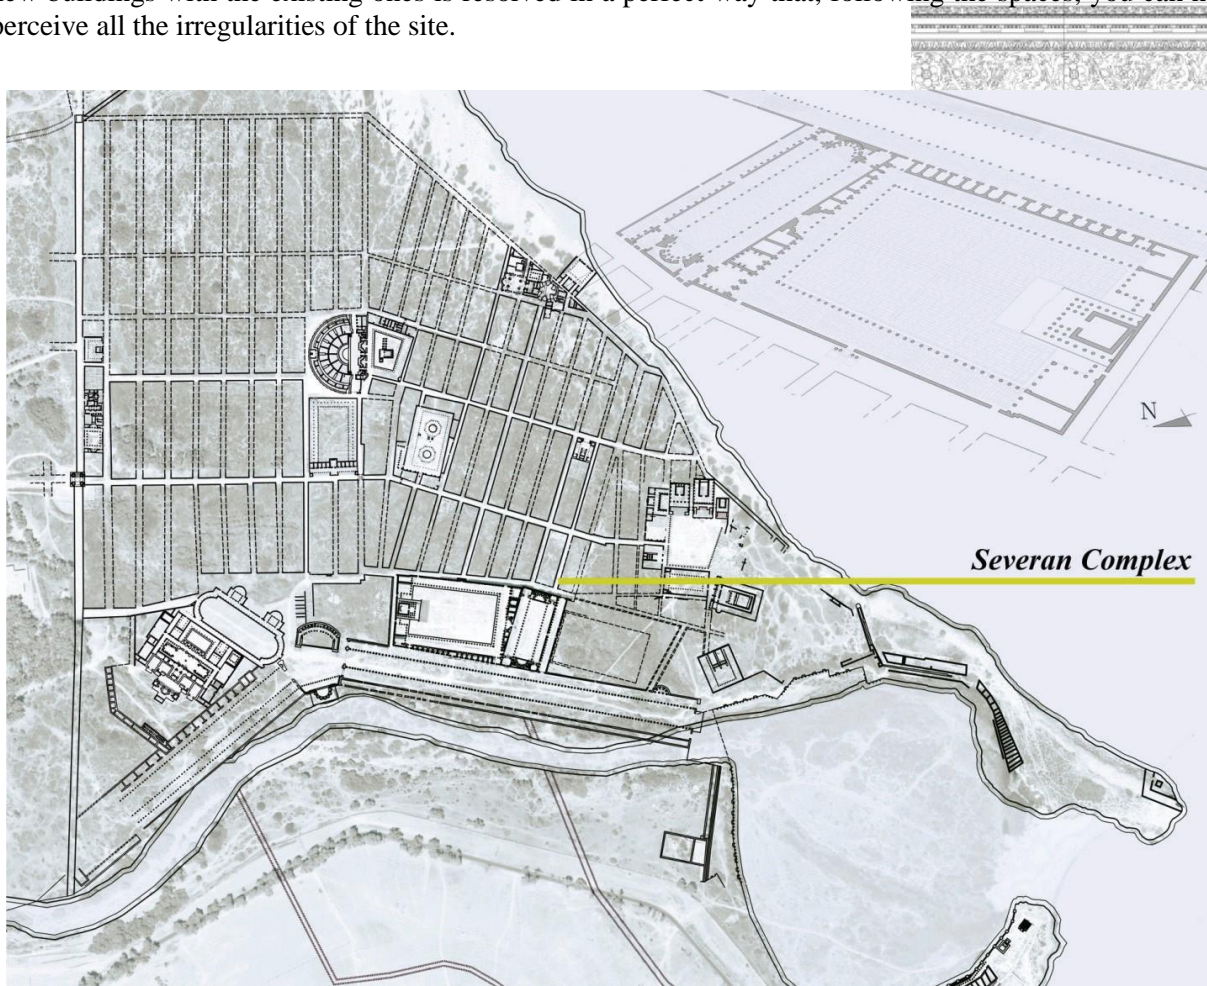 perceive all the irregularities of the site.
N
Severan Complex